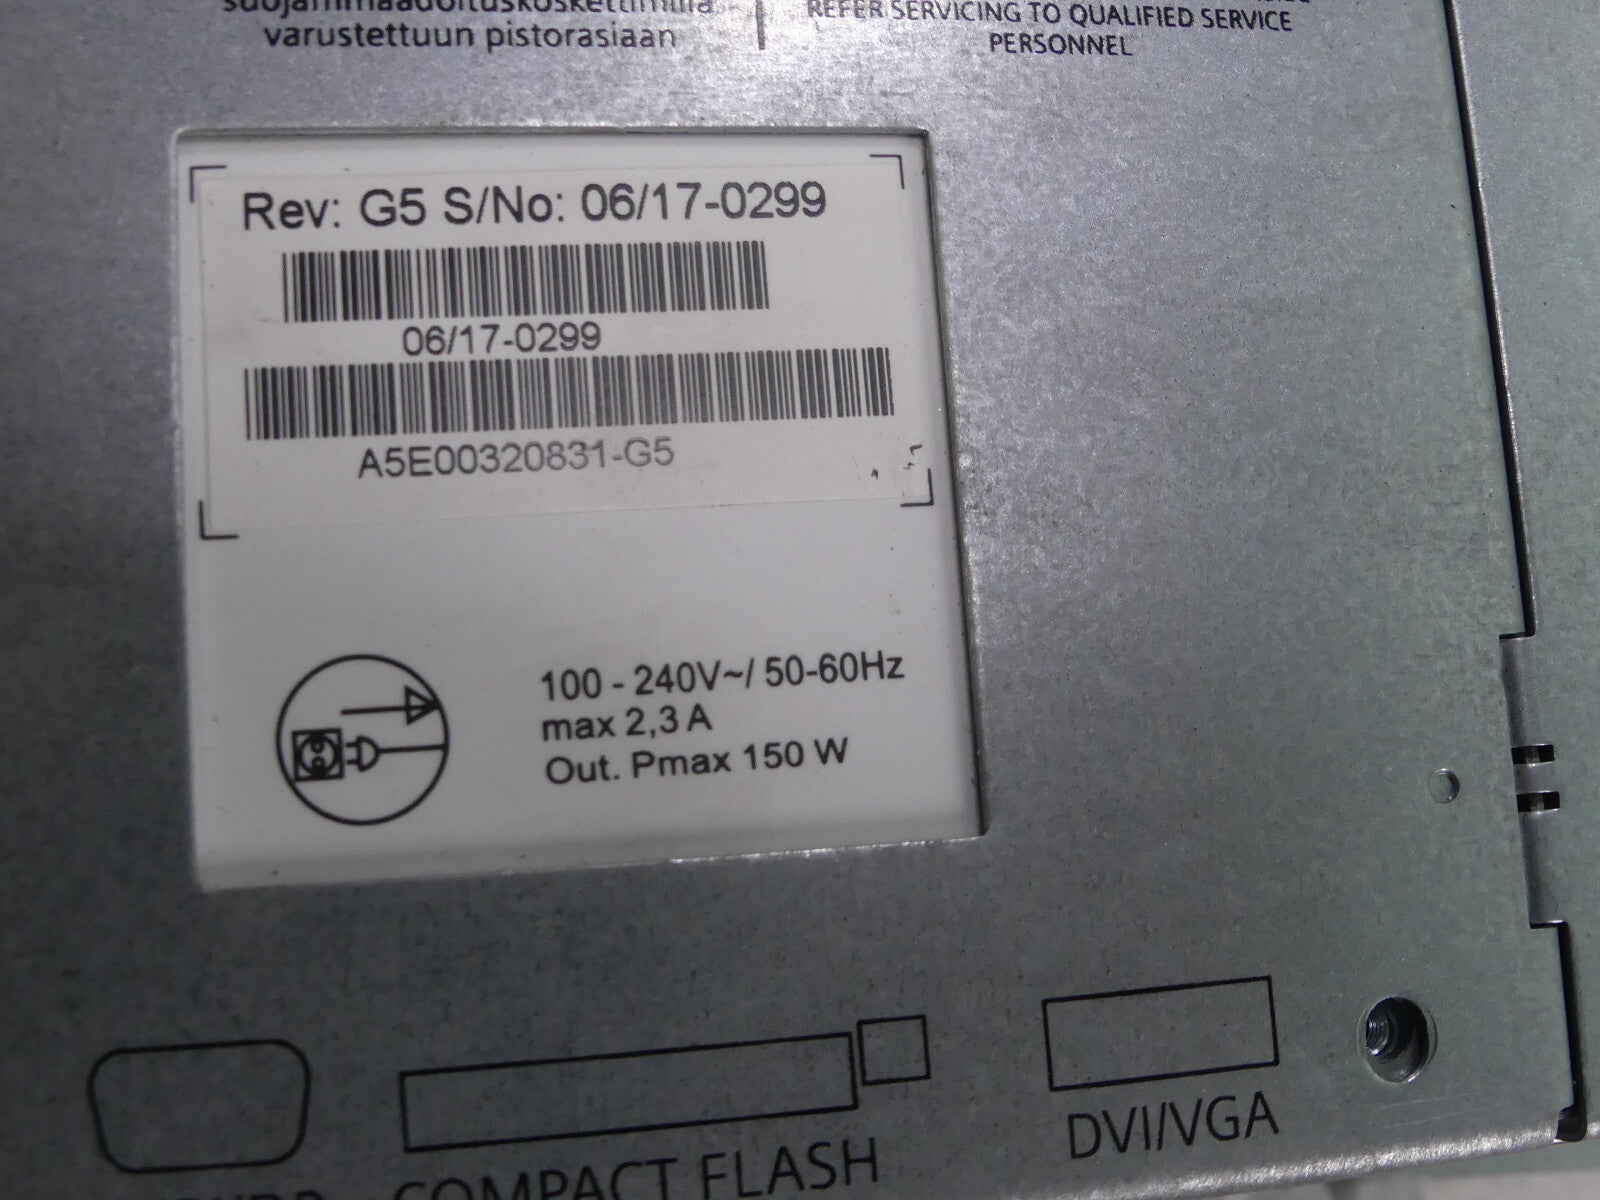 suojamaadoituskoskettimilla
varustettuun pistorasiaan
REFER SERVICING TO QUALIFIED SERVICE
PERSONNEL
Rev: G5 S/No: 06/17-0299
06/17-0299
A5E00320831-G5
100 - 240V~/ 50-60Hz
max 2,3 A
Out. Pmax 150 W
COMPACT FLASH
DVI/VGA